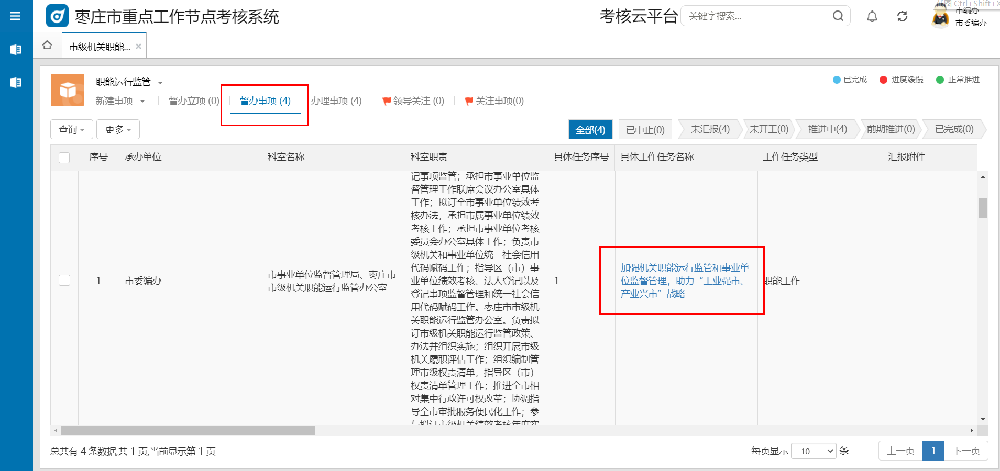 枣庄市重点工作节点考核系统
考核云平台
关键字搜索...
截图 Ctrl+Shift+X
市编办
市委编办
市级机关职能... ×
职能运行监管
已完成
进度缓慢
正常推进
新建事项
督办立项 (0)
督办事项 (4)
办理事项 (4)
领导关注 (0)
关注事项(0)
查询
更多
全部(4)
已中止(0)
未汇报(4)
未开工(0)
推进中(4)
前期推进(0)
已完成(0)
序号
承办单位
科室名称
科室职责
具体任务序号
具体工作任务名称
工作任务类型
汇报附件
1
市委编办
市事业单位监督管理局、枣庄市
市级机关职能运行监管办公室
记事项监管；承担市事业单位监
督管理工作联席会议办公室具体
工作；拟订全市事业单位绩效考
核办法，承担市属事业单位绩效
考核工作；承担市事业单位考核
委员会办公室具体工作；负责市
级机关和事业单位统一社会信用
代码赋码工作；指导区（市）事
业单位绩效考核、法人登记以及
登记事项监督管理和统一社会信
用代码赋码工作。枣庄市市级机
关职能运行监管办公室。负责拟
订市级机关职能运行监管政策、
办法并组织实施；组织开展市级
机关履职评估工作；组织编制管
理市级权责清单，指导区（市）
权责清单管理工作；推进全市相
对集中行政许可权改革；协调指
导全市审批服务便民化工作；参
与拟订市级机关绩效考核年度实
1
加强机关职能运行监管和事业单
位监督管理，助力“工业强市、
产业兴市”战略
职能工作
总共有 4 条数据,共 1 页,当前显示第 1 页
每页显示 10 条
上一页
1
下一页